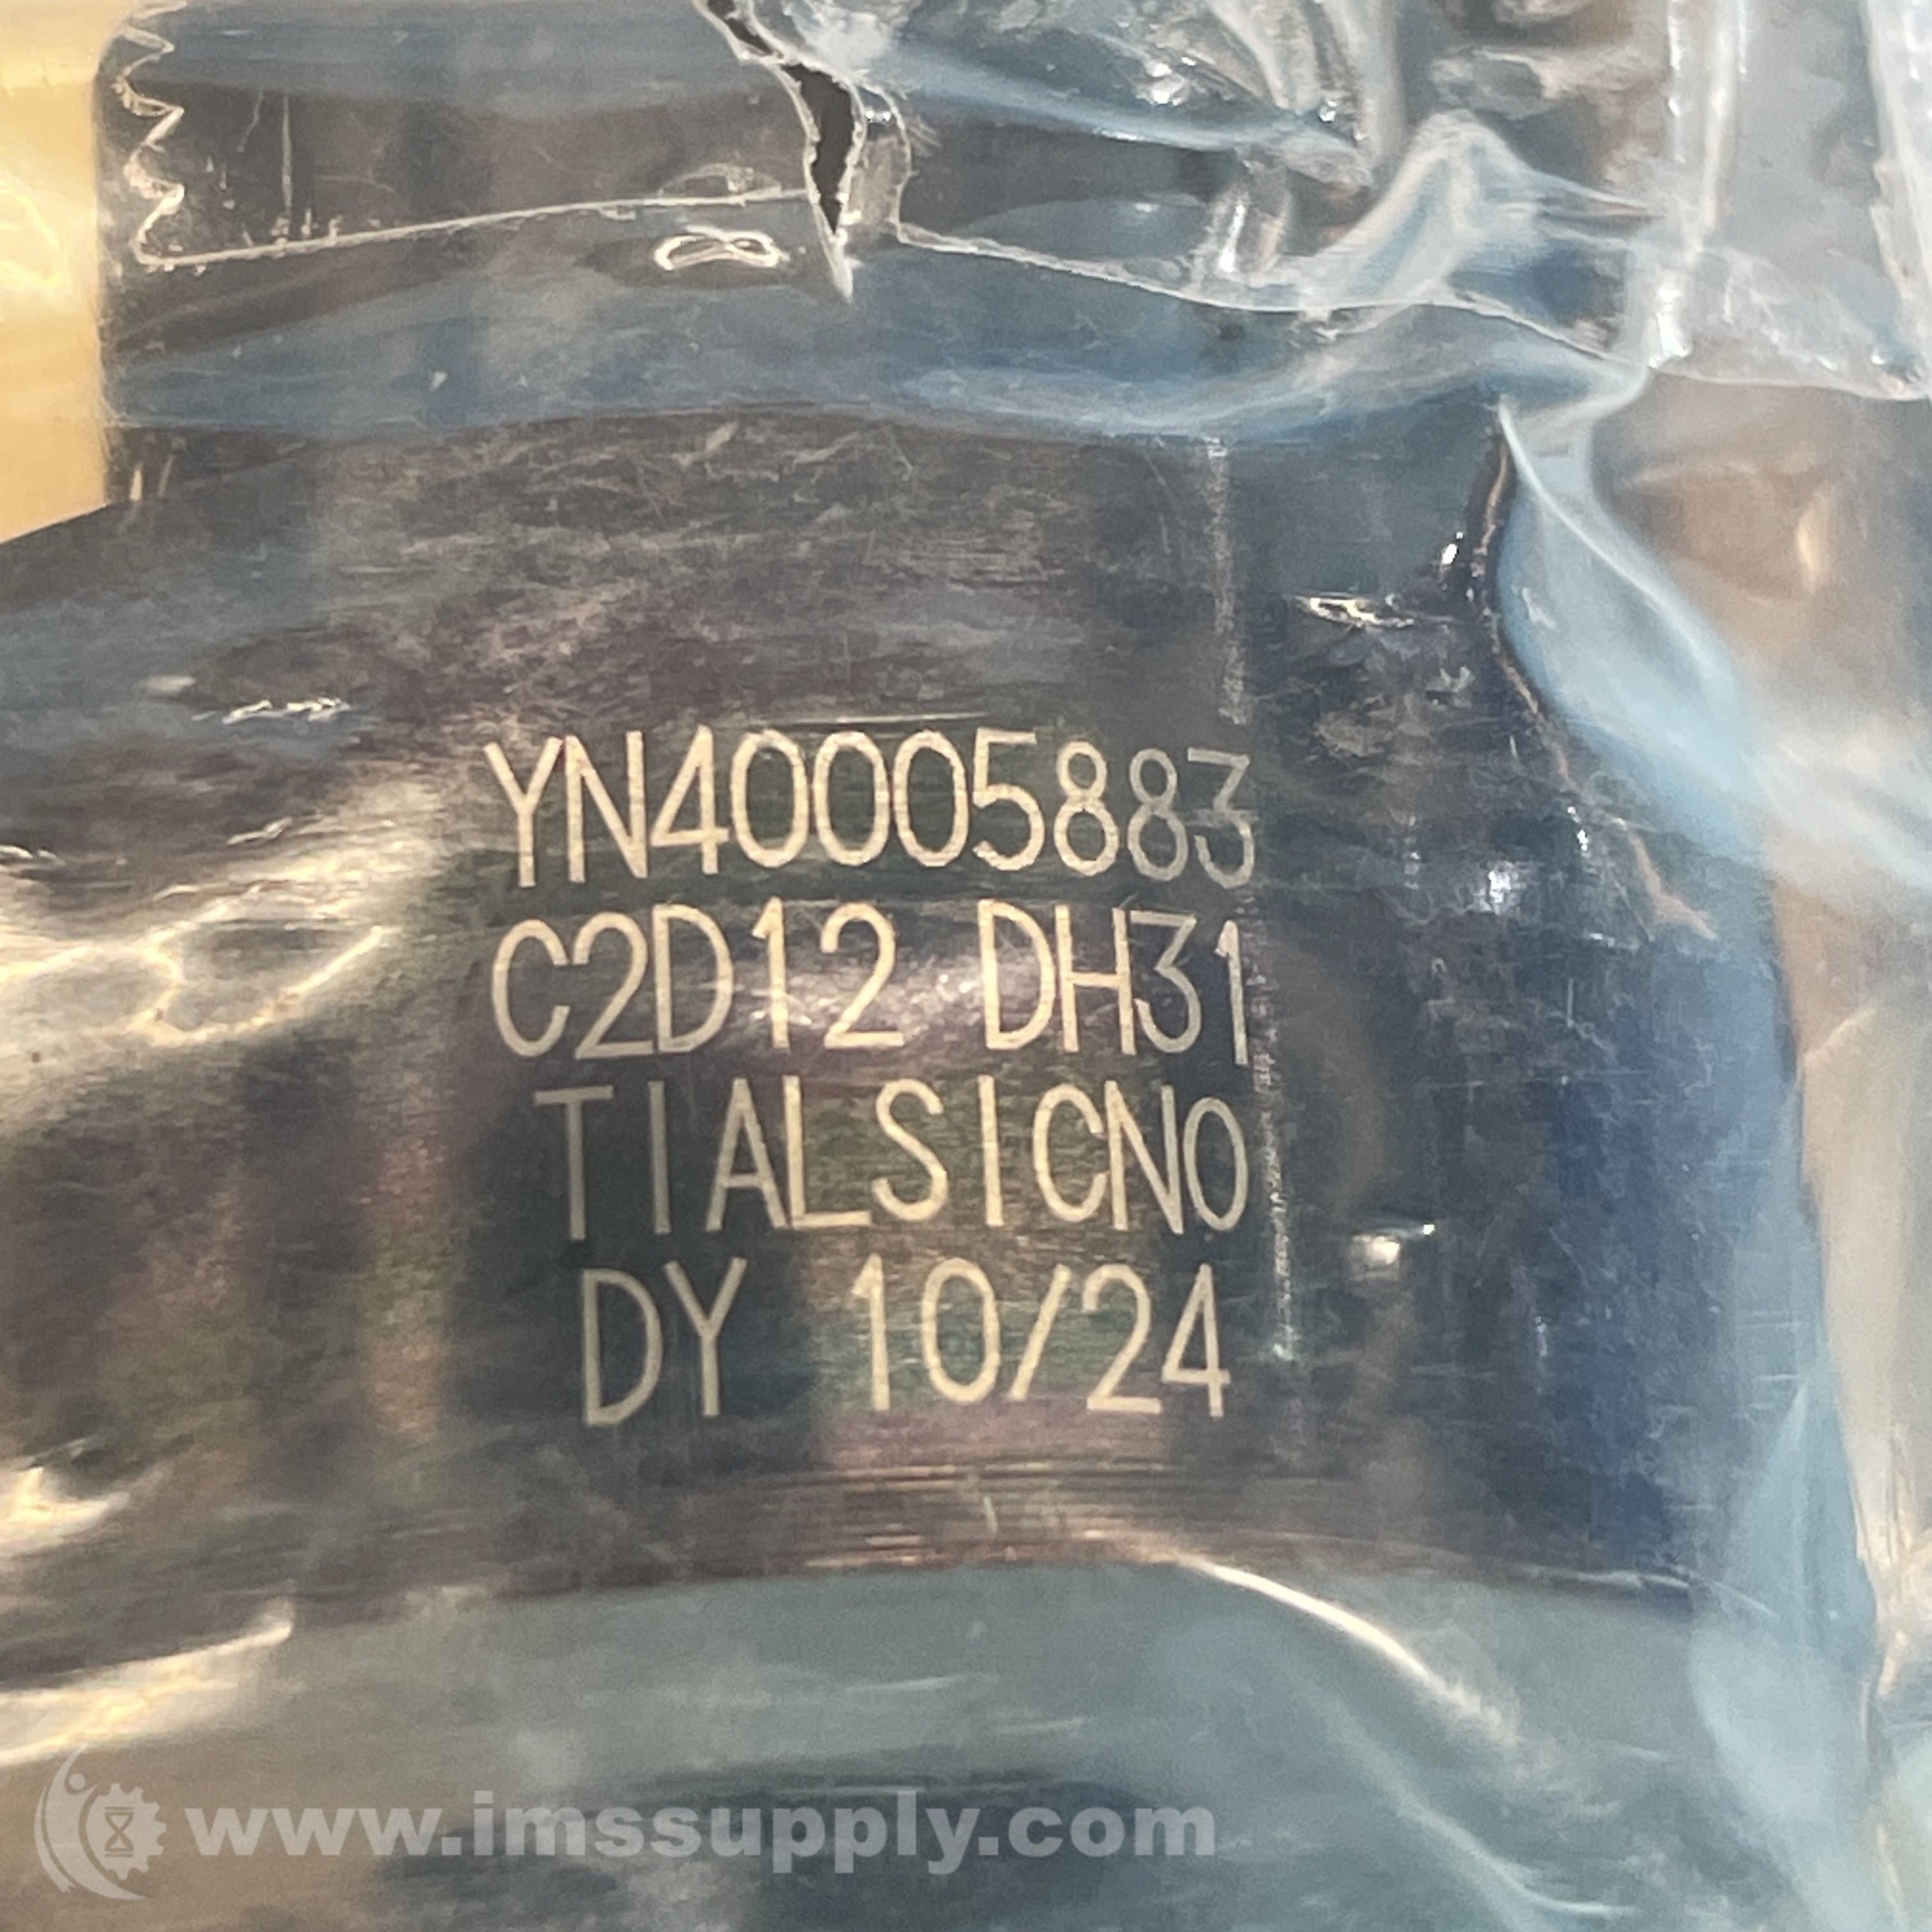 YN40005883
C2D12 DH31
TIALSICNO
DY 10/24
www.imssupply.com